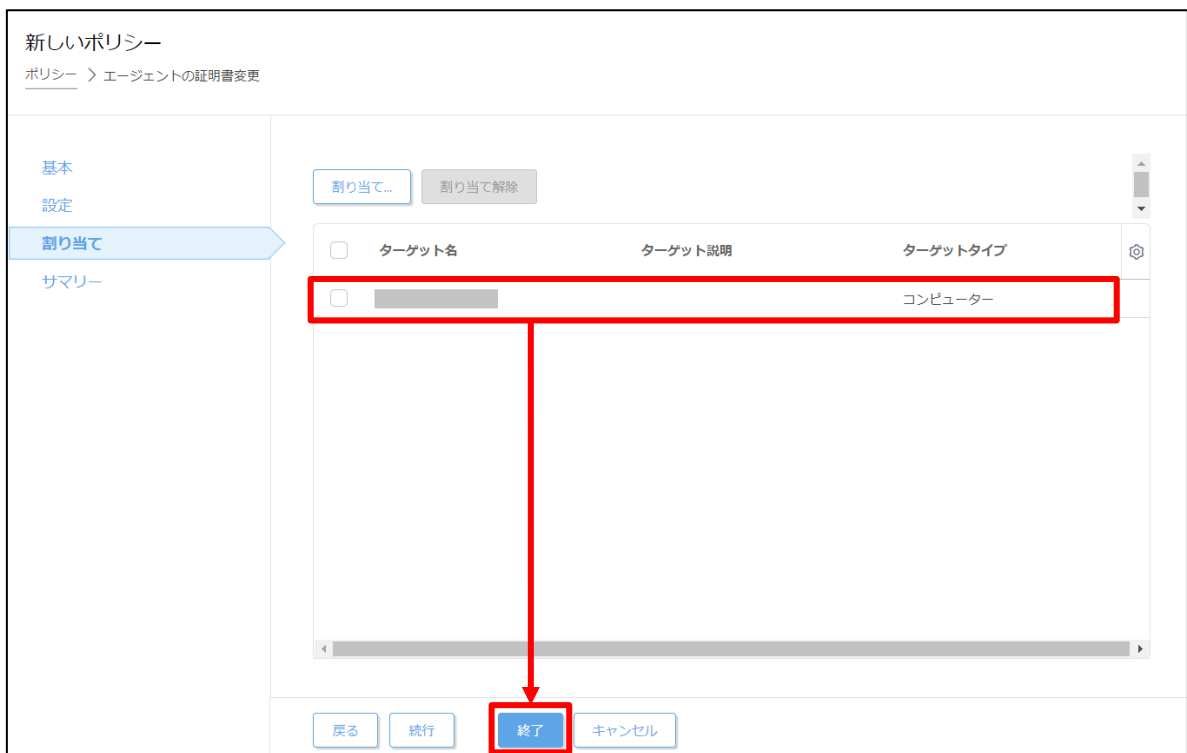 新しいポリシー
ポリシー 〉 エージェントの証明書変更
基本
設定
割り当て
サマリー
割り当て... 割り当て解除
ターゲット名 ターゲット説明 ターゲットタイプ
コンピューター
戻る 続行 終了 キャンセル